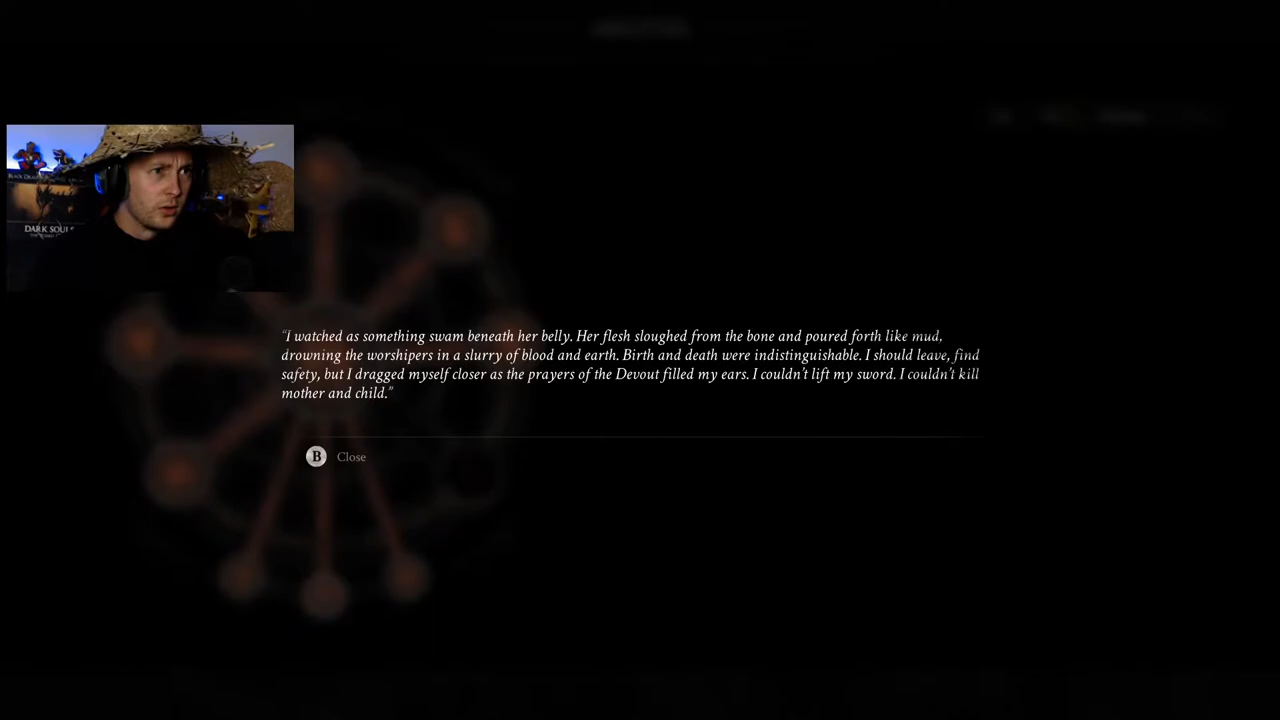 DARK SOULS
"I watched as something swam beneath her belly. Her flesh sloughed from the bone and poured forth like mud,
drowning the worshipers in a slurry of blood and earth. Birth and death were indistinguishable. I should leave, find
safety, but I dragged myself closer as the prayers of the Devout filled my ears. I couldn't lift my sword. I couldn't kill
mother and child."
B Close